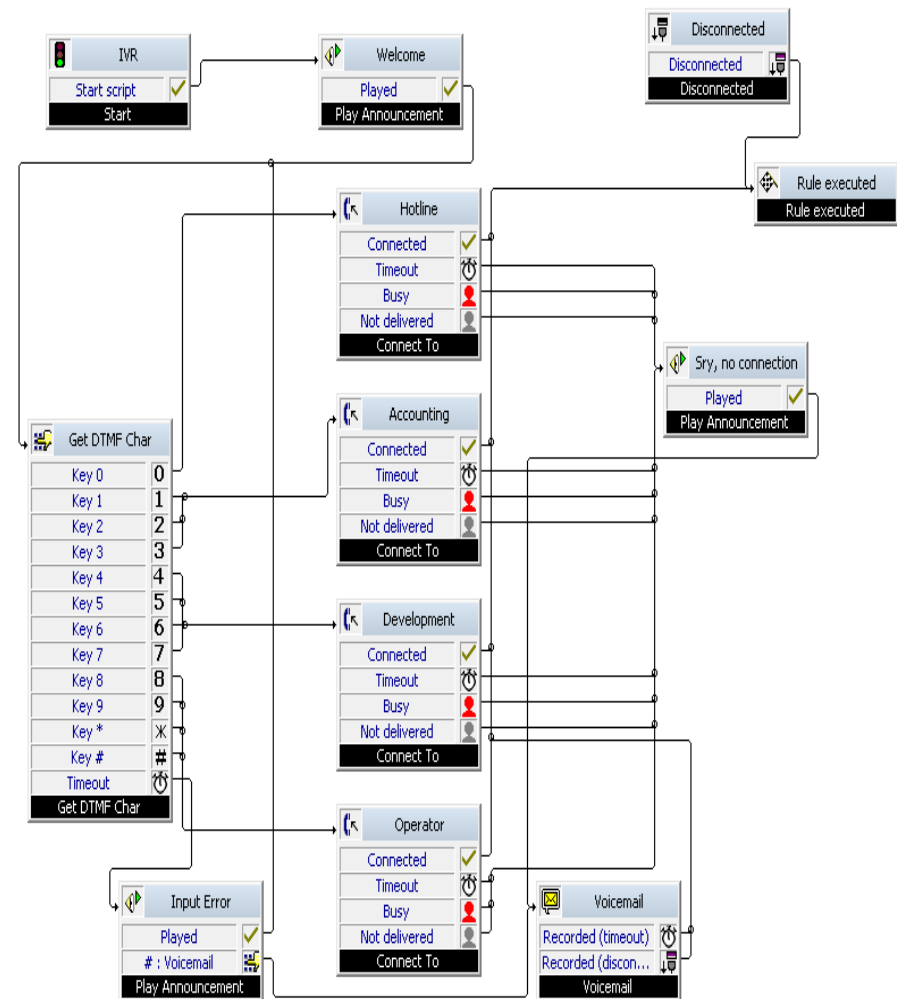 IVR
Start script
Start
Welcome
Played
Play Announcement
Disconnected
Disconnected
Disconnected
Rule executed
Rule executed
Hotline
Connected
Timeout
Busy
Not delivered
Connect To
Sry, no connection
Played
Play Announcement
Accounting
Connected
Timeout
Busy
Not delivered
Connect To
Get DTMF Char
Key 0 0
Key 1 1
Key 2 2
Key 3 3
Key 4 4
Key 5 5
Key 6 6
Key 7 7
Key 8 8
Key 9 9
Key * *
Key # #
Timeout
Get DTMF Char
Development
Connected
Timeout
Busy
Not delivered
Connect To
Operator
Connected
Timeout
Busy
Not delivered
Connect To
Input Error
Played
# : Voicemail
Play Announcement
Voicemail
Recorded (timeout)
Recorded (discon...
Voicemail